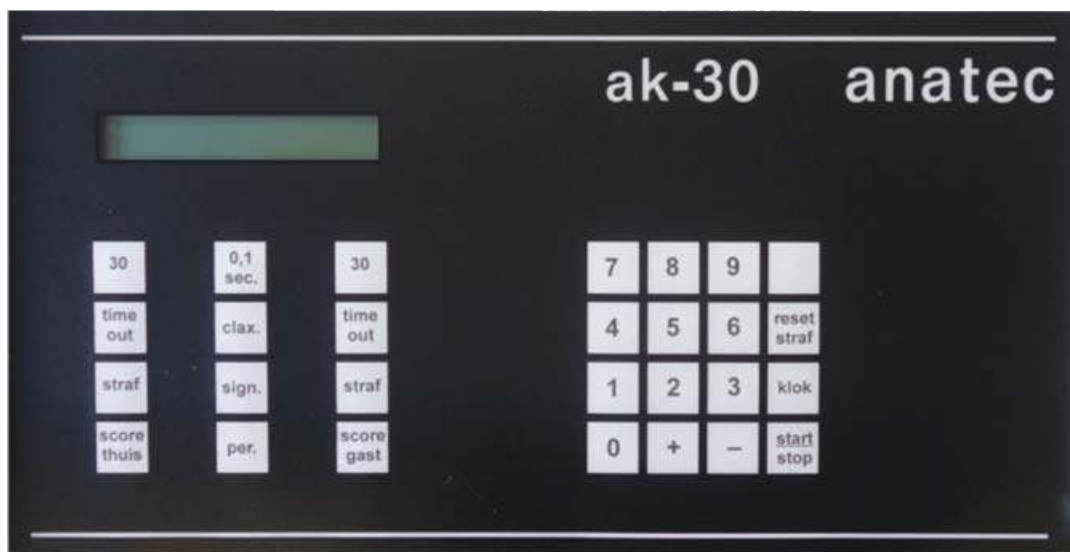 ak-30 anatec
30 0,1 sec. 30 7 8 9
time out clax. time out 4 5 6 reset straf
straf sign. straf 1 2 3 klok
score thuis per. score gast 0 + – start stop